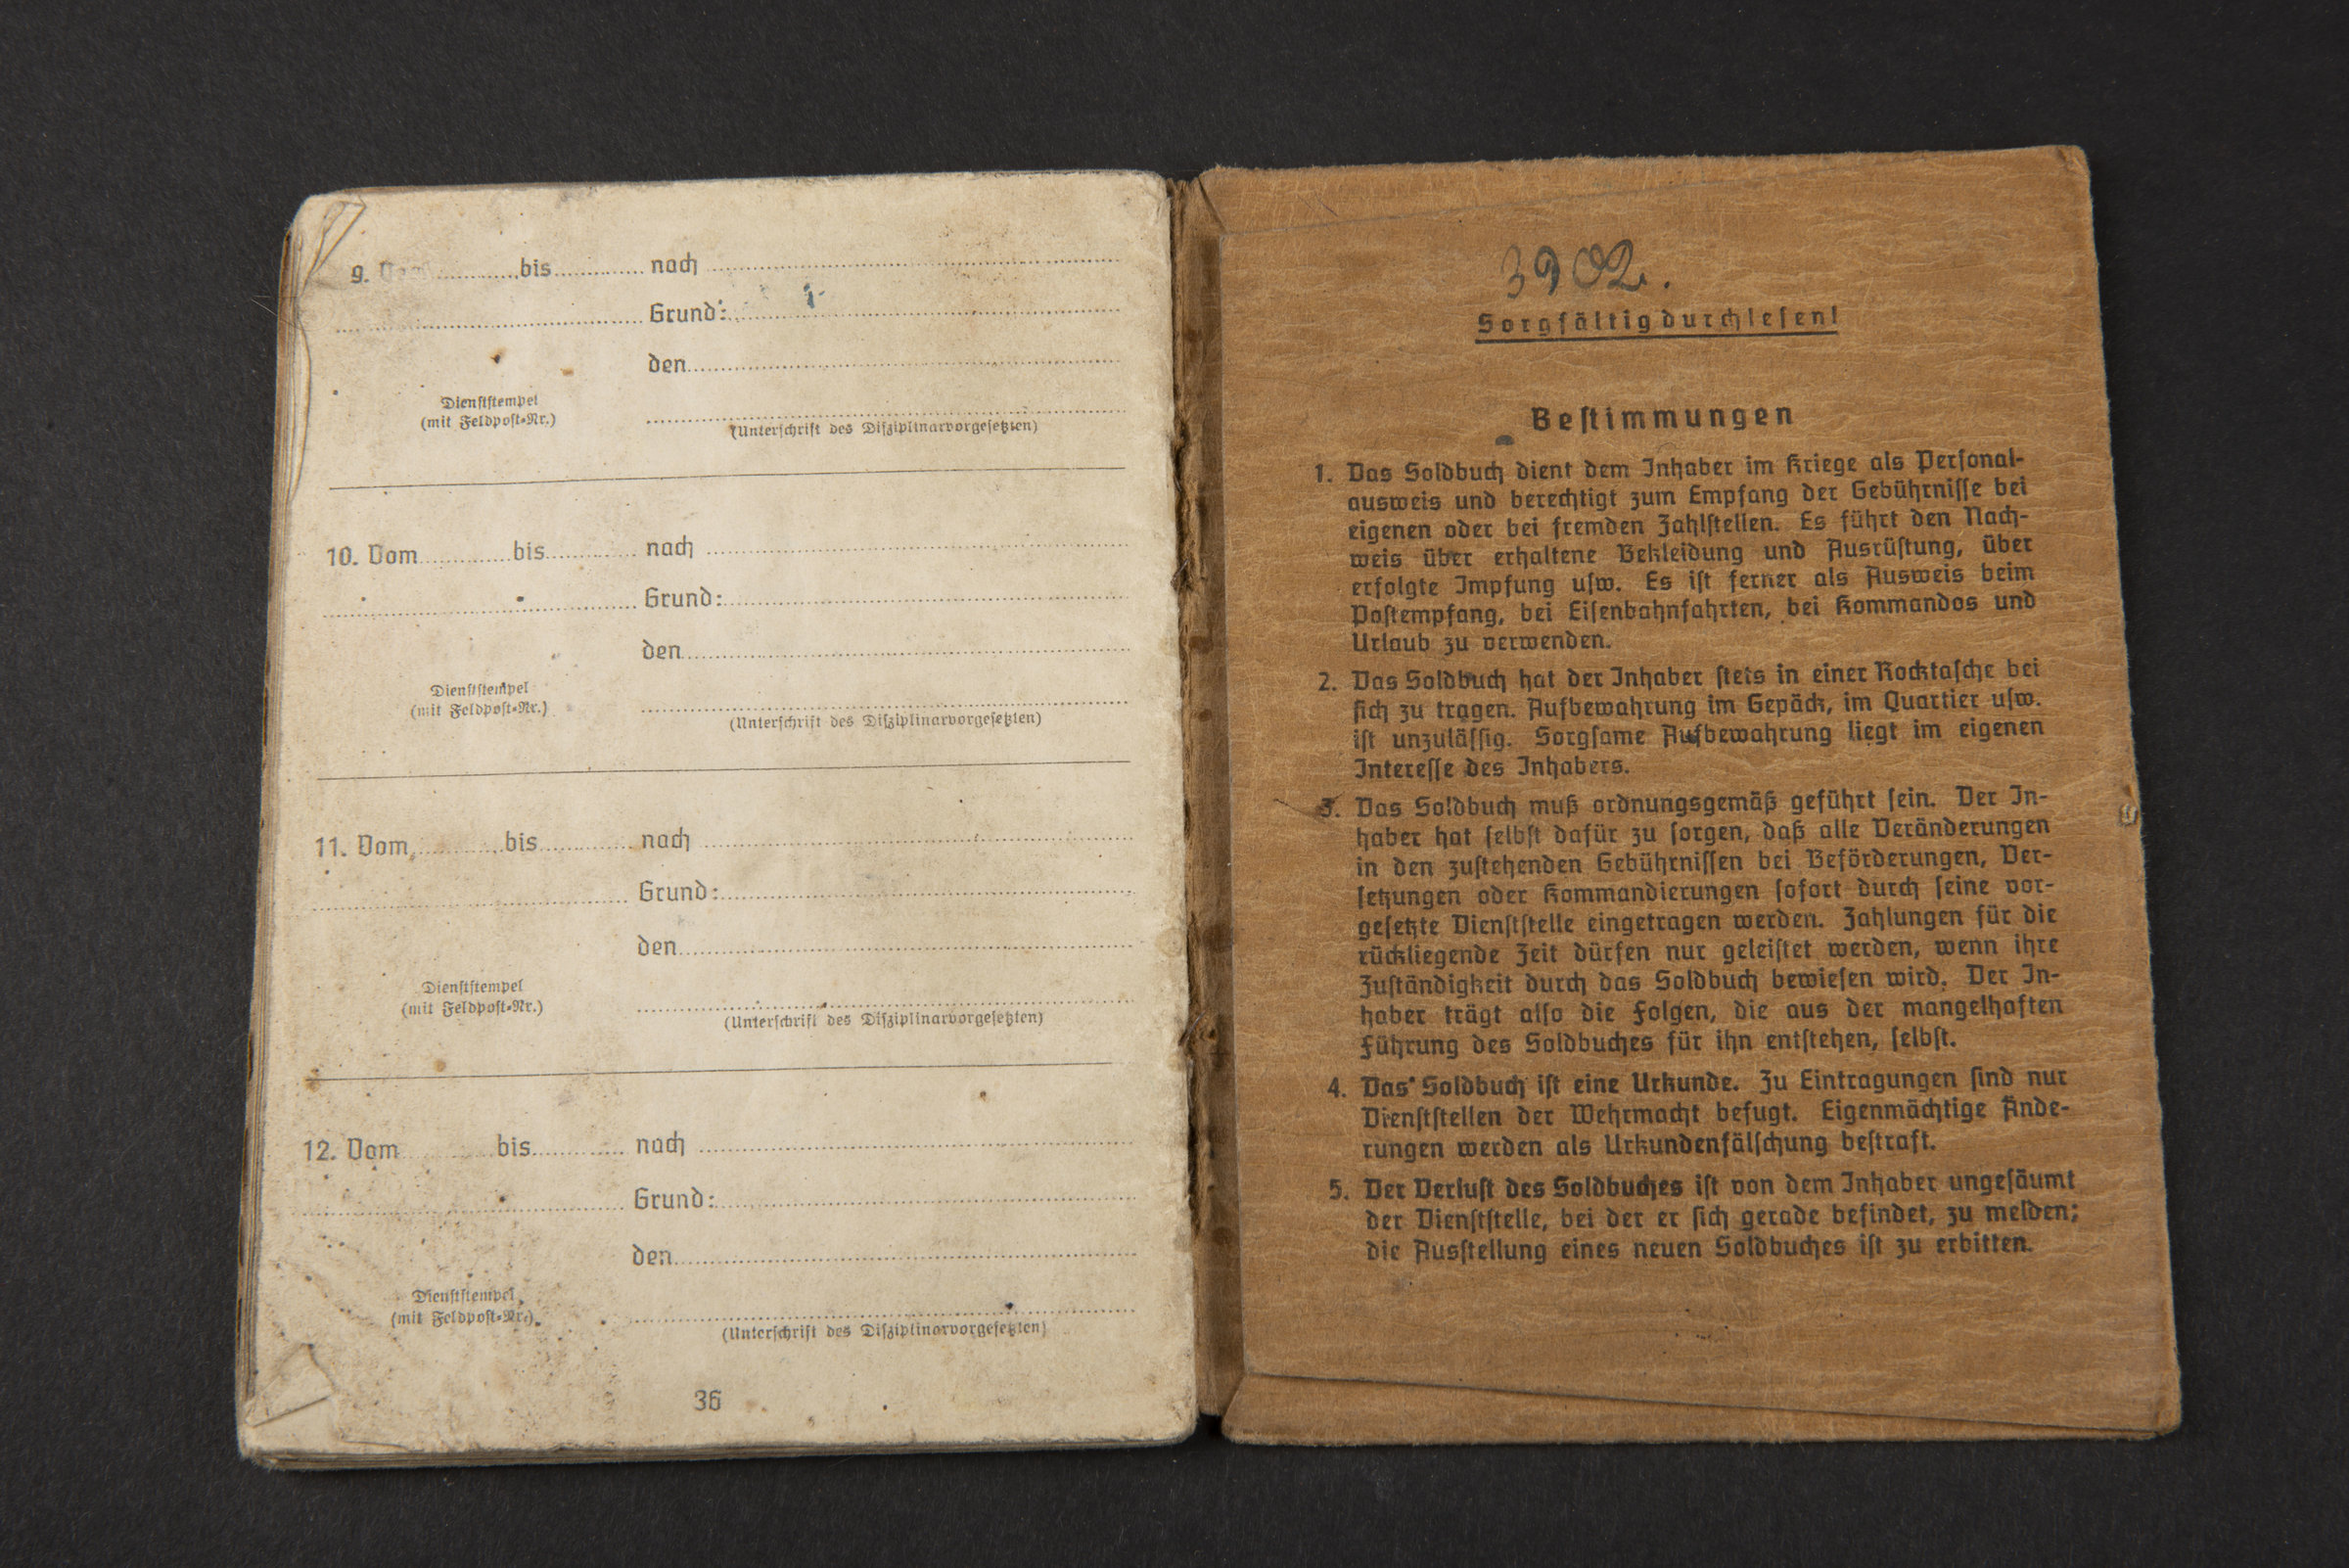 9. Vom ............ bis ............ nach ............
............ Grund: ............
den ............
Dienststempel
(mit Feldpost-Nr.)
(Unterschrift des Disziplinarvorgesetzten)
10. Vom ............ bis ............ nach ............
............ Grund: ............
den ............
Dienststempel
(mit Feldpost-Nr.)
(Unterschrift des Disziplinarvorgesetzten)
11. Vom ............ bis ............ nach ............
............ Grund: ............
den ............
Dienststempel
(mit Feldpost-Nr.)
(Unterschrift des Disziplinarvorgesetzten)
12. Vom ............ bis ............ nach ............
............ Grund: ............
den ............
Dienststempel
(mit Feldpost-Nr.)
(Unterschrift des Disziplinarvorgesetzten)
36
3902.
Sorgfältig durchlesen!
Bestimmungen
1. Das Soldbuch dient dem Inhaber im Kriege als Personal-
ausweis und berechtigt zum Empfang der Gebührnisse bei
eigenen oder bei fremden Zahlstellen. Es führt den Nach-
weis über erhaltene Bekleidung und Ausrüstung, über
erfolgte Impfung usw. Es ist ferner als Ausweis beim
Postempfang, bei Eisenbahnfahrten, bei Kommandos und
Urlaub zu verwenden.
2. Das Soldbuch hat der Inhaber stets in einer Rocktasche bei
sich zu tragen. Aufbewahrung im Gepäck, im Quartier usw.
ist unzulässig. Sorgsame Aufbewahrung liegt im eigenen
Interesse des Inhabers.
3. Das Soldbuch muß ordnungsgemäß geführt sein. Der In-
haber hat selbst dafür zu sorgen, daß alle Veränderungen
in den zustehenden Gebührnissen bei Beförderungen, Ver-
setzungen oder Kommandierungen sofort durch seine vor-
gesetzte Dienststelle eingetragen werden. Zahlungen für die
rückliegende Zeit dürfen nur geleistet werden, wenn ihre
Zuständigkeit durch das Soldbuch bewiesen wird. Der In-
haber trägt also die Folgen, die aus der mangelhaften
Führung des Soldbuches für ihn entstehen, selbst.
4. Das Soldbuch ist eine Urkunde. Zu Eintragungen sind nur
Dienststellen der Wehrmacht befugt. Eigenmächtige Ände-
rungen werden als Urkundenfälschung bestraft.
5. Der Verlust des Soldbuches ist von dem Inhaber ungesäumt
der Dienststelle, bei der er sich gerade befindet, zu melden;
die Ausstellung eines neuen Soldbuches ist zu erbitten.